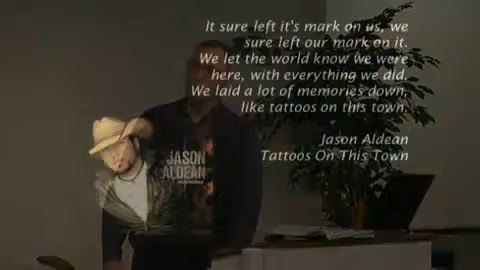 It sure left it's mark on us, we
sure left our mark on it.
We let the world know we were
here, with everything we did.
We laid a lot of memories down,
like tattoos on this town.
Jason Aldean
Tattoos On This Town
JASON
ALDEAN